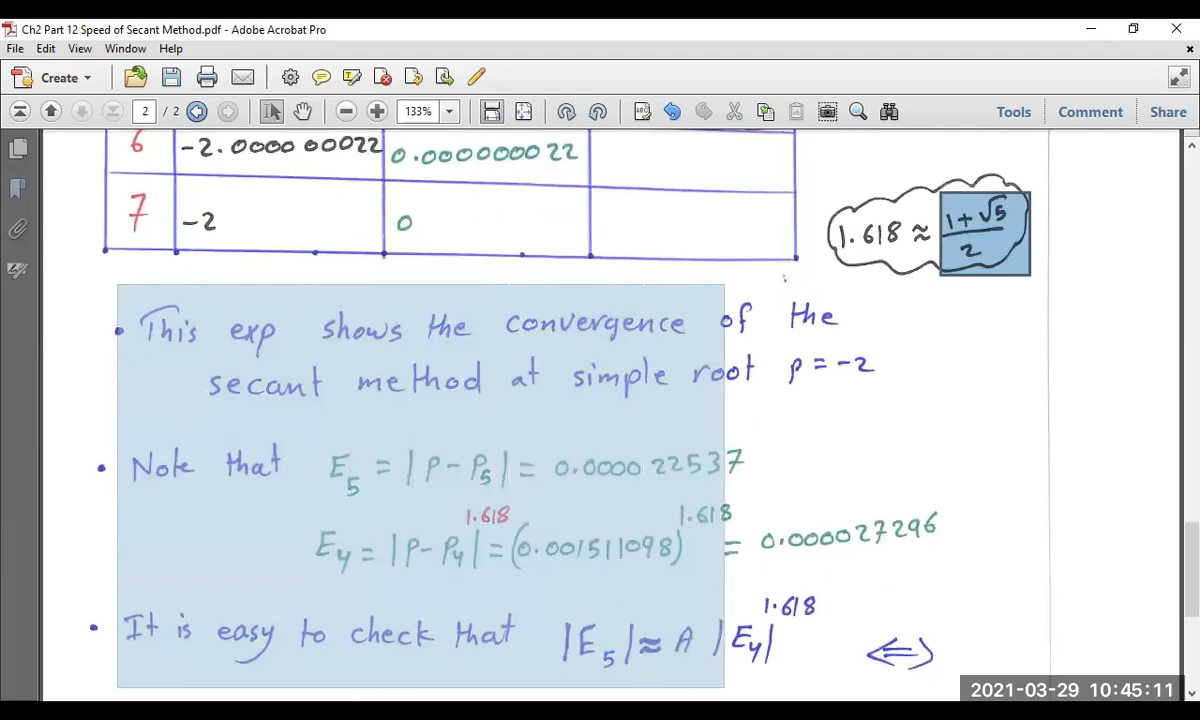 Ch2 Part 12 Speed of Secant Method.pdf - Adobe Acrobat Pro
File Edit View Window Help
Create
2 / 2 133% Tools Comment Share
6 -2.000000022 0.000000022
7 -2 0
1.618 ≈ (1+√5)/2
• This exp shows the convergence of the
secant method at simple root p = -2
• Note that E₅ = |P - P₅| = 0.000022537
E₄ = |P - P₄|^1.618 = (0.001511098)^1.618 = 0.000027296
• It is easy to check that |E₅| ≈ A |E₄|^1.618 ⇔
2021-03-29 10:45:11